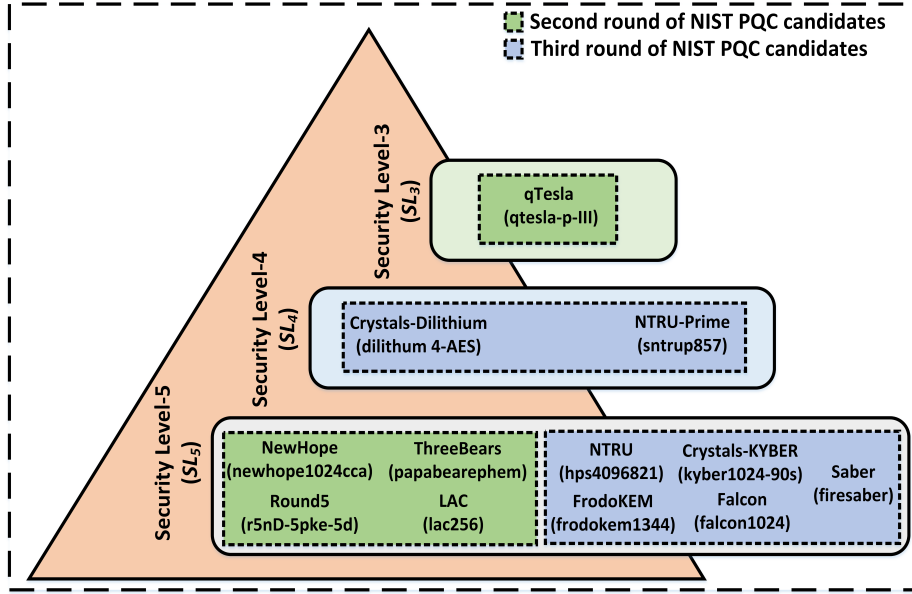 Second round of NIST PQC candidates
Third round of NIST PQC candidates
Security Level-3
(SL₃)
qTesla
(qtesla-p-III)
Security Level-4
(SL₄)
Crystals-Dilithium
(dilithum 4-AES)
NTRU-Prime
(sntrup857)
Security Level-5
(SL₅)
NewHope
(newhope1024cca)
ThreeBears
(papabearephem)
Round5
(r5nD-5pke-5d)
LAC
(lac256)
NTRU
(hps4096821)
Crystals-KYBER
(kyber1024-90s)
FrodoKEM
(frodokem1344)
Falcon
(falcon1024)
Saber
(firesaber)